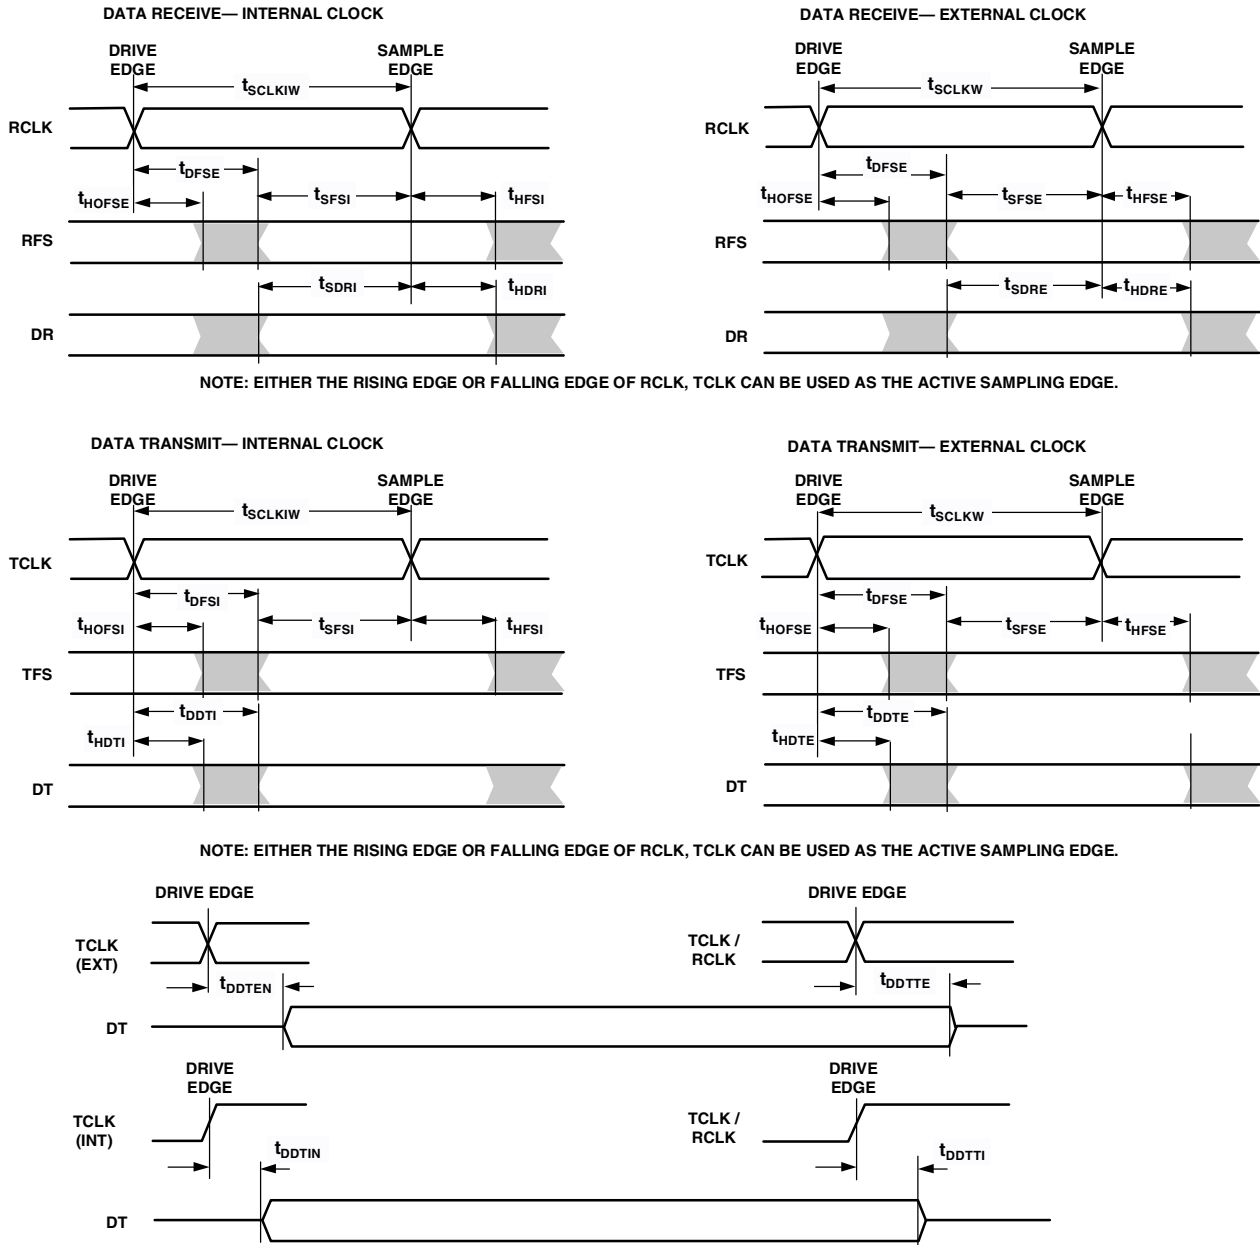 DATA RECEIVE— INTERNAL CLOCK
DRIVE
EDGE
SAMPLE
EDGE
tSCLKIW
RCLK
tDFSE
tHOFSE
tSFSI
tHFSI
RFS
tSDRI
tHDRI
DR
DATA RECEIVE— EXTERNAL CLOCK
DRIVE
EDGE
SAMPLE
EDGE
tSCLKW
RCLK
tDFSE
tHOFSE
tSFSE
tHFSE
RFS
tSDRE
tHDRE
DR
NOTE: EITHER THE RISING EDGE OR FALLING EDGE OF RCLK, TCLK CAN BE USED AS THE ACTIVE SAMPLING EDGE.
DATA TRANSMIT— INTERNAL CLOCK
DRIVE
EDGE
SAMPLE
EDGE
tSCLKIW
TCLK
tDFSI
tHOFSI
tSFSI
tHFSI
TFS
tDDTI
tHDTI
DT
DATA TRANSMIT— EXTERNAL CLOCK
DRIVE
EDGE
SAMPLE
EDGE
tSCLKW
TCLK
tDFSE
tHOFSE
tSFSE
tHFSE
TFS
tDDTE
tHDTE
DT
NOTE: EITHER THE RISING EDGE OR FALLING EDGE OF RCLK, TCLK CAN BE USED AS THE ACTIVE SAMPLING EDGE.
DRIVE EDGE
DRIVE EDGE
TCLK
(EXT)
TCLK /
RCLK
tDDTEN
tDDTTE
DT
DRIVE
EDGE
DRIVE
EDGE
TCLK
(INT)
TCLK /
RCLK
tDDTIN
tDDTTI
DT